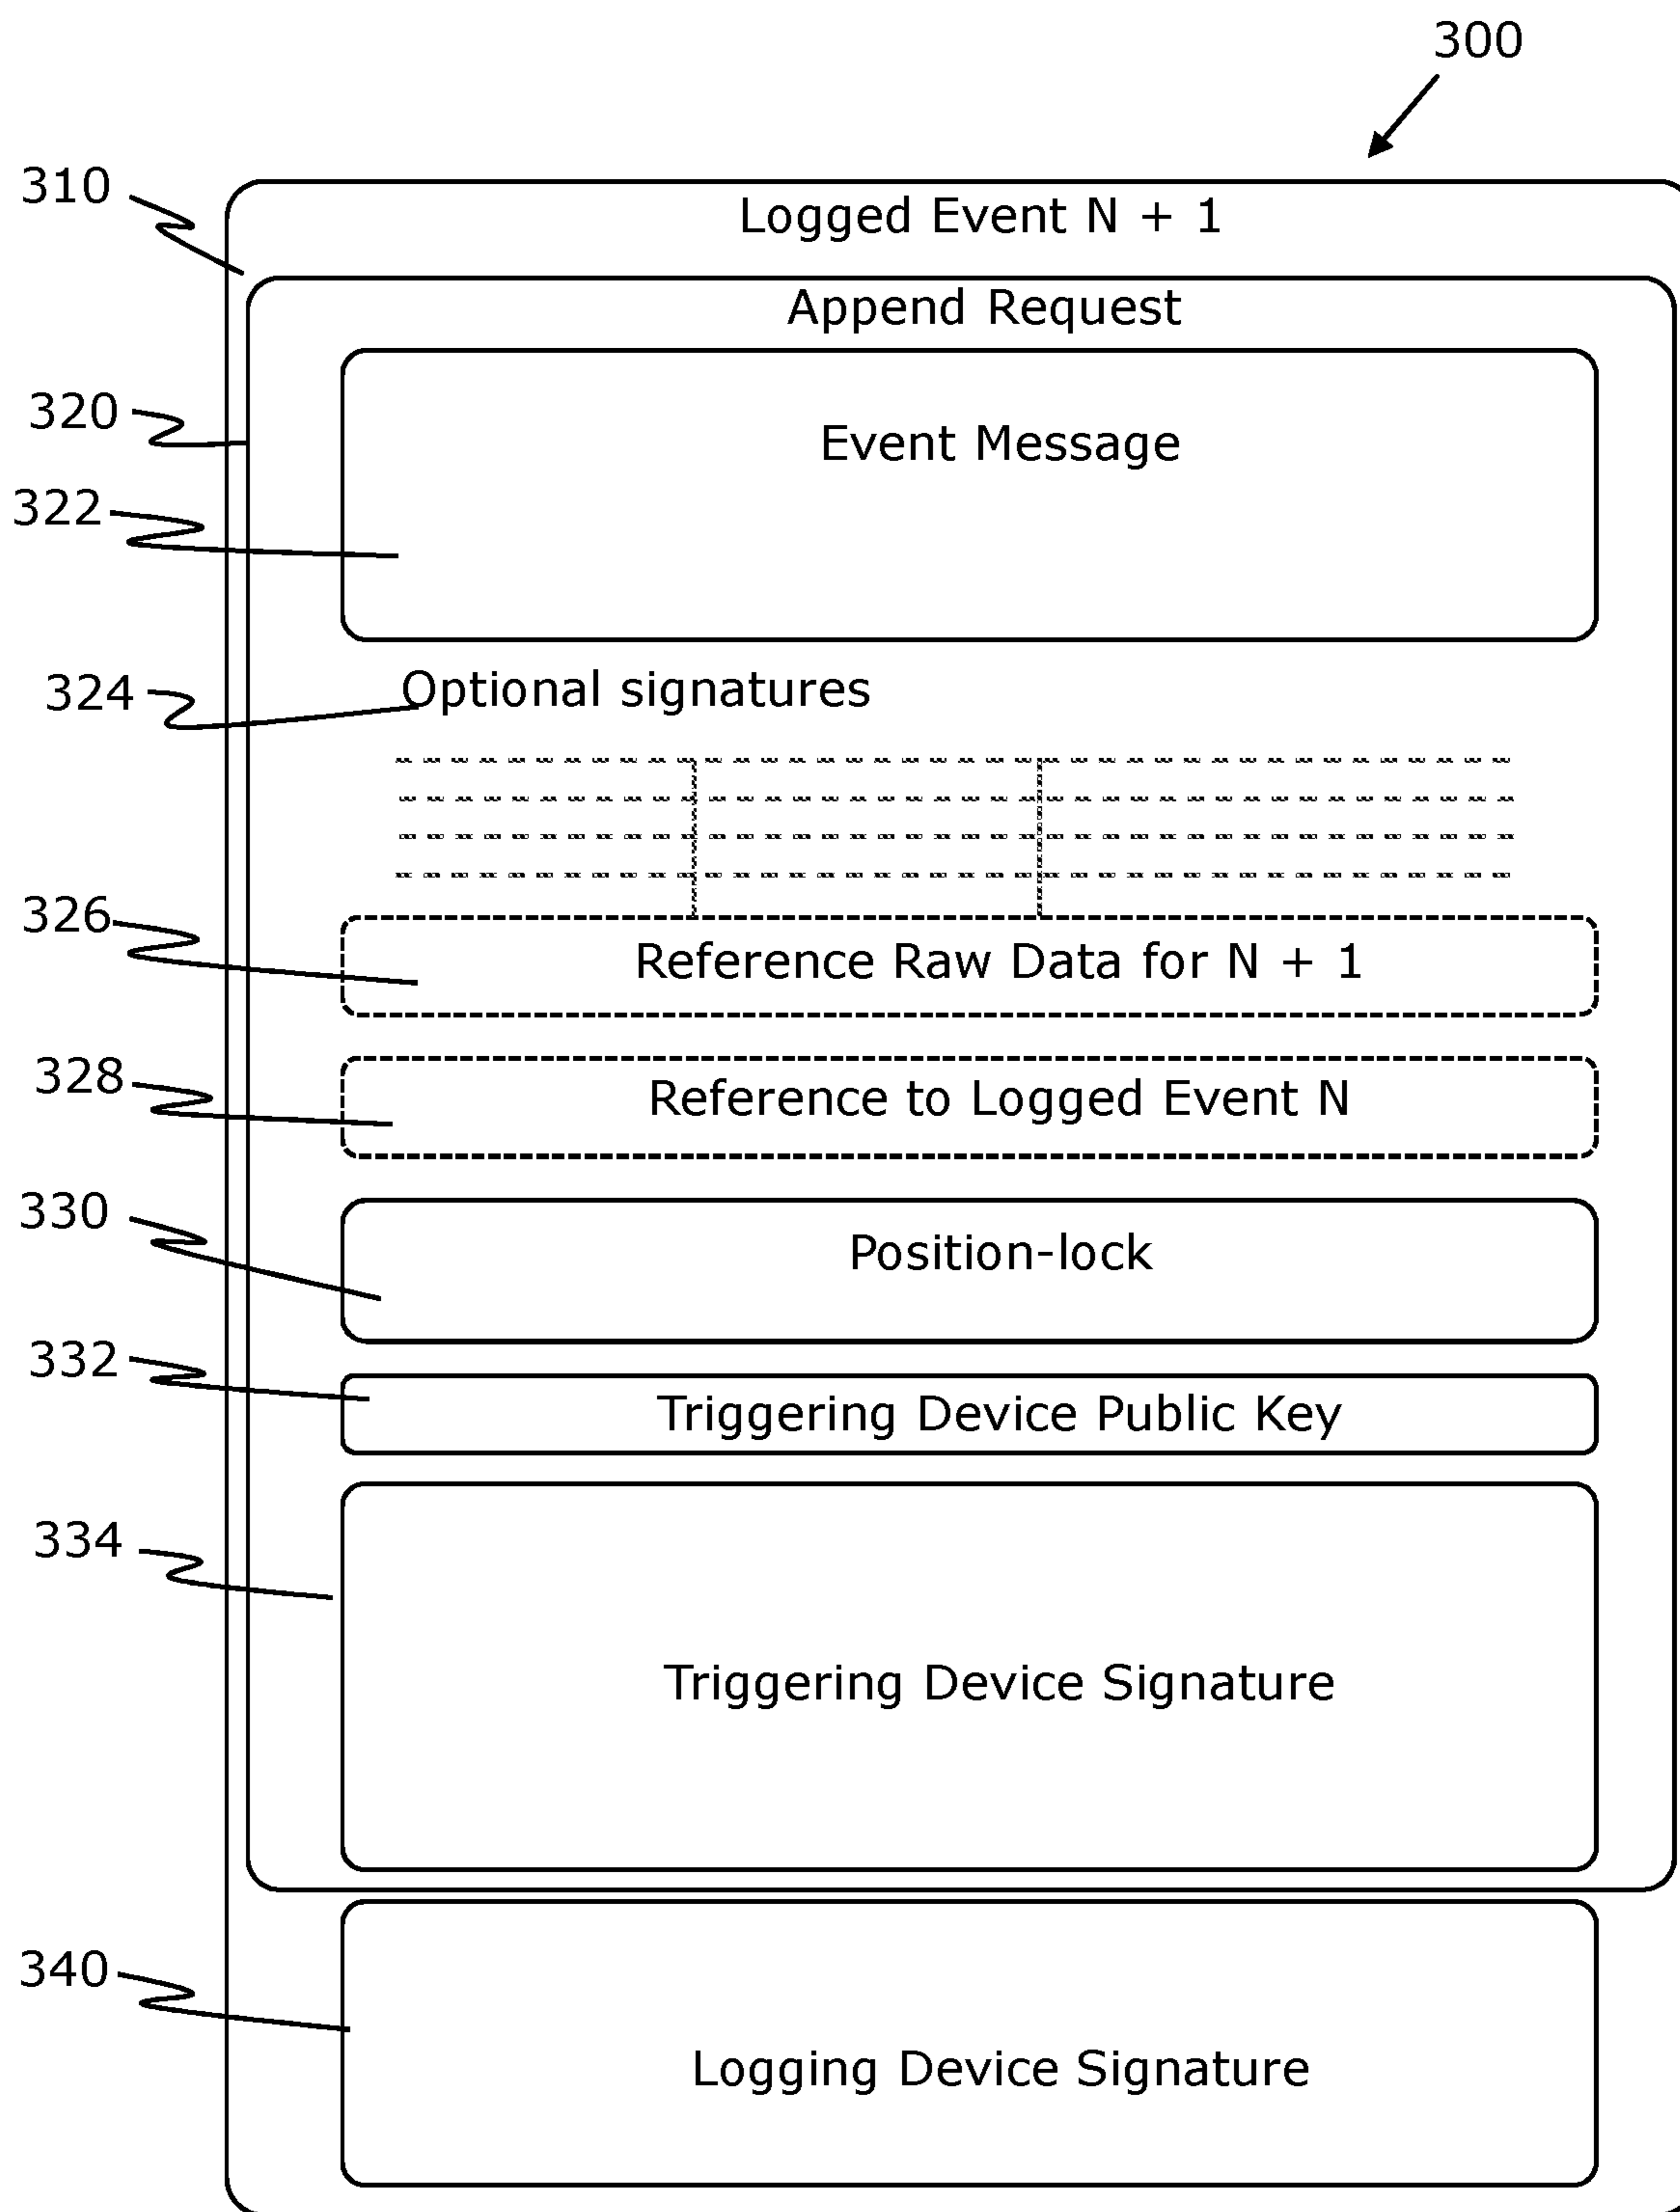 300
310
Logged Event N + 1
Append Request
320
Event Message
322
324
Optional signatures
326
Reference Raw Data for N + 1
328
Reference to Logged Event N
330
Position-lock
332
Triggering Device Public Key
334
Triggering Device Signature
340
Logging Device Signature